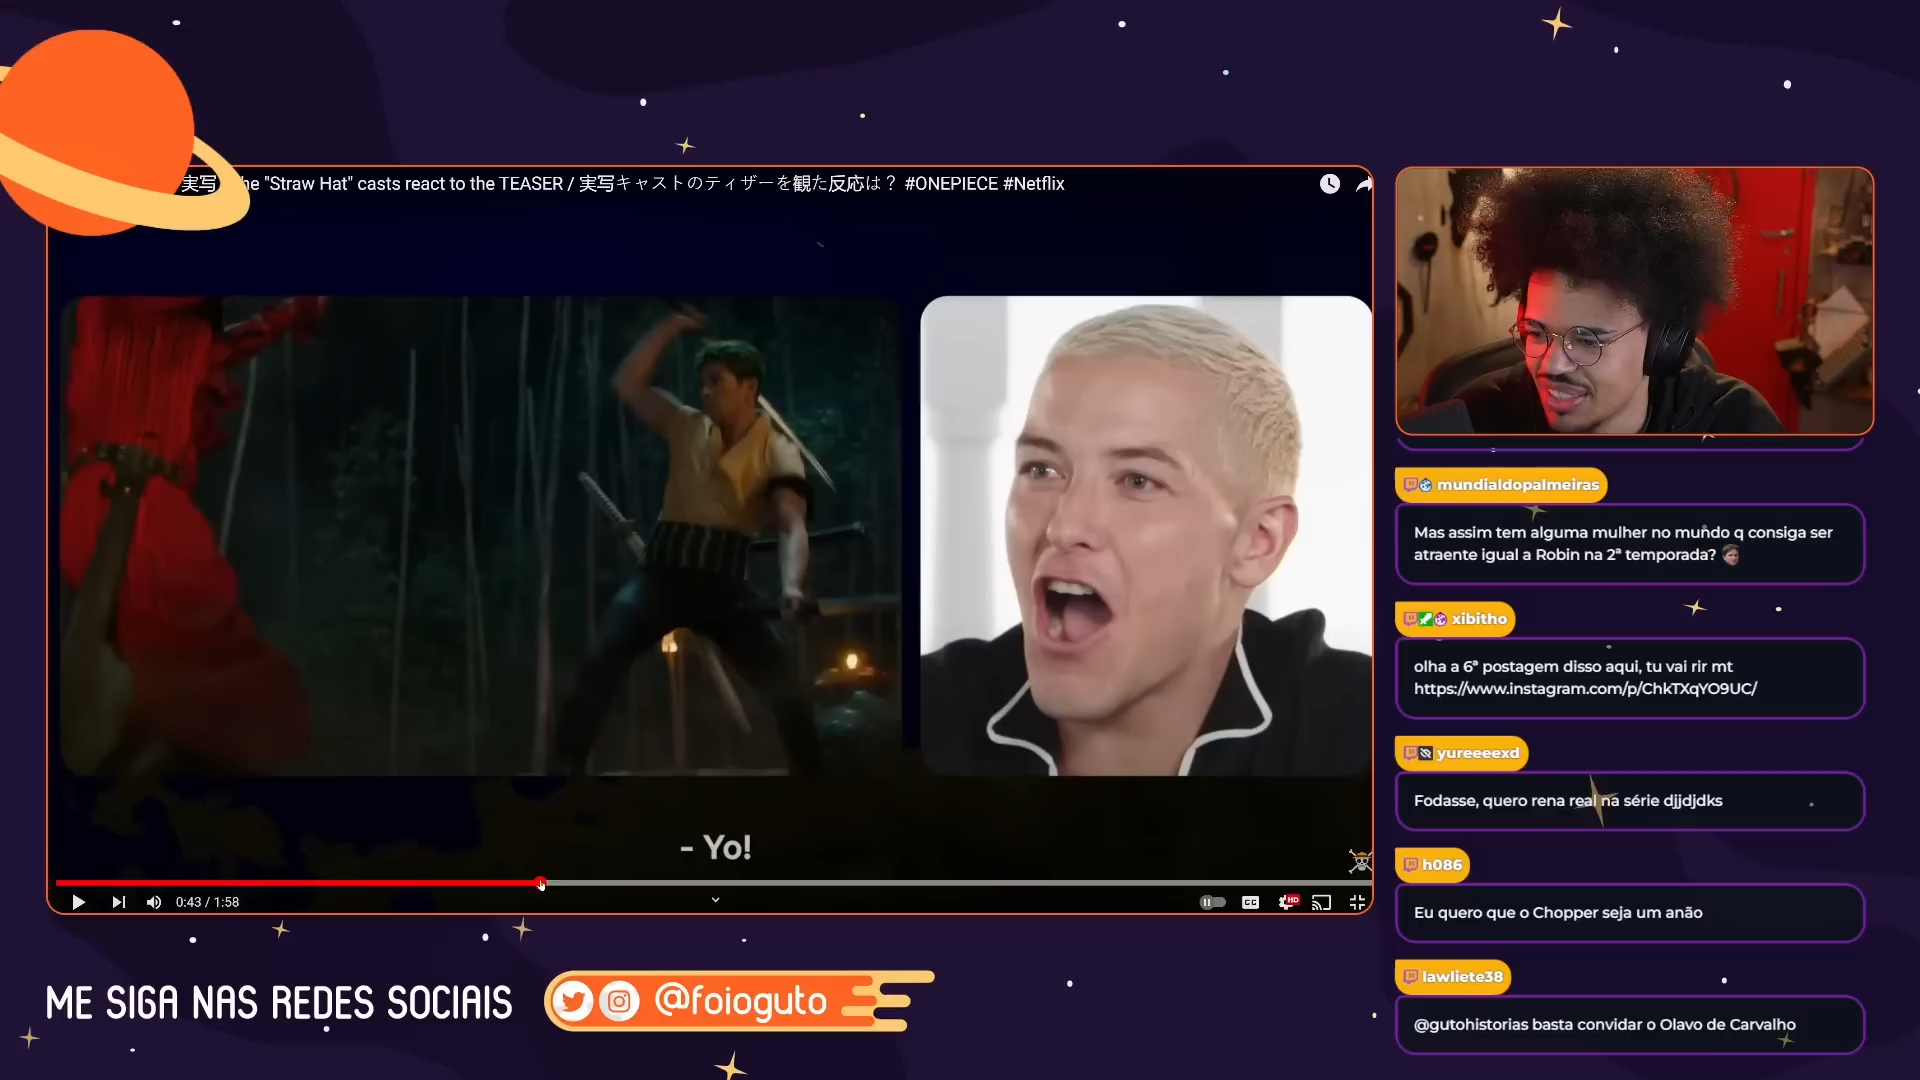 実写 he "Straw Hat" casts react to the TEASER / 実写キャストのティザーを観た反応は？ #ONEPIECE #Netflix
- Yo!
0:43 / 1:58
CC
HD
ME SIGA NAS REDES SOCIAIS
@foioguto
mundialdopalmeiras
Mas assim tem alguma mulher no mundo q consiga ser
atraente igual a Robin na 2ª temporada?
xibitho
olha a 6ª postagem disso aqui, tu vai rir mt
https://www.instagram.com/p/ChkTXqYO9UC/
yureeeexd
Fodasse, quero rena real na série djjdjdks
h086
Eu quero que o Chopper seja um anão
lawliete38
@gutohistorias basta convidar o Olavo de Carvalho